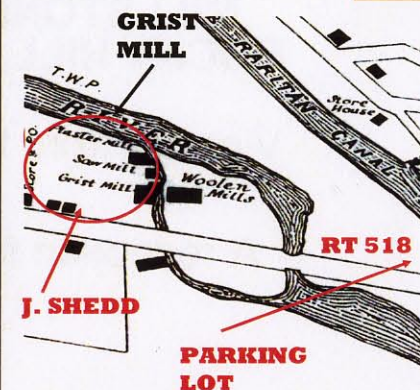 GRIST
MILL
T.W.P.
RIVER
RARITAN
CANAL
Store
House
Store & P.O.
Plaster Mill
Saw Mill
Grist Mill
Woolen
Mills
RT 518
J. SHEDD
PARKING
LOT